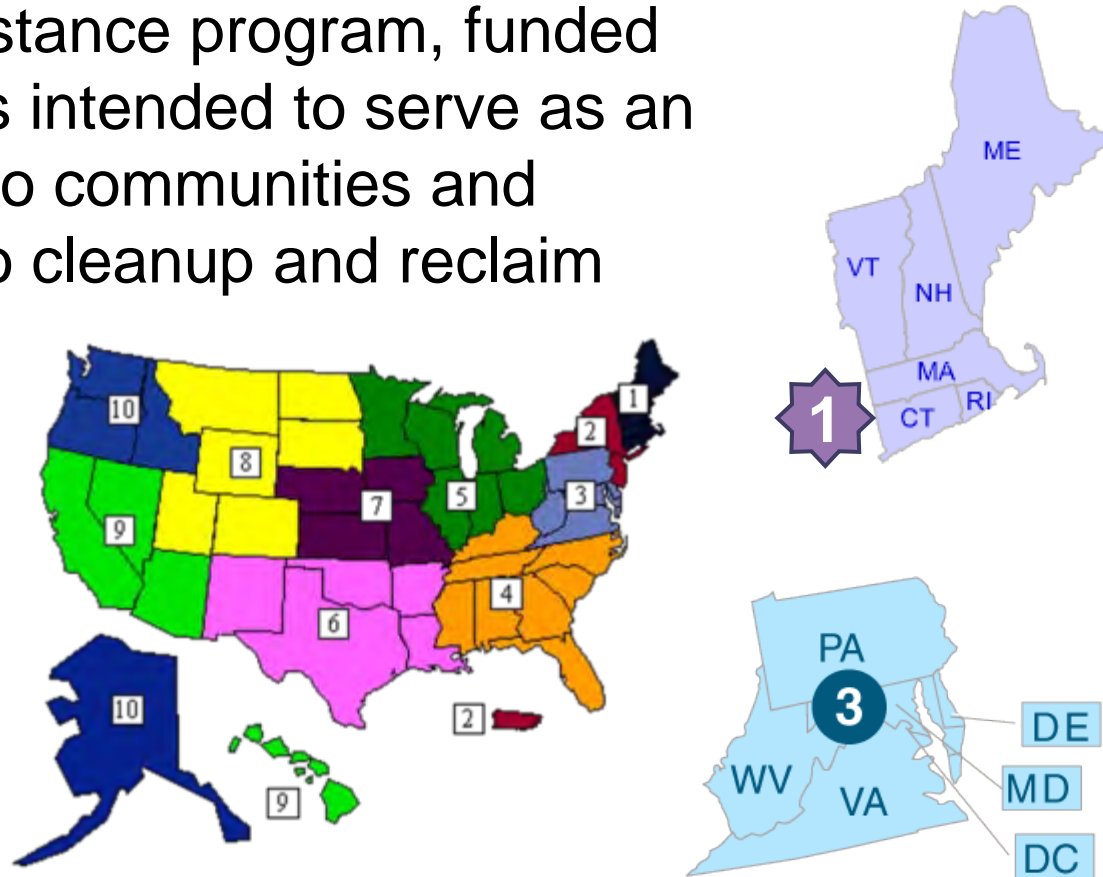 stance program, funded
s intended to serve as an
o communities and
o cleanup and reclaim
ME
VT
NH
MA
CT
RI
1
10
8
7
5
1
2
3
9
6
4
10
9
2
PA
3
WV
VA
DE
MD
DC